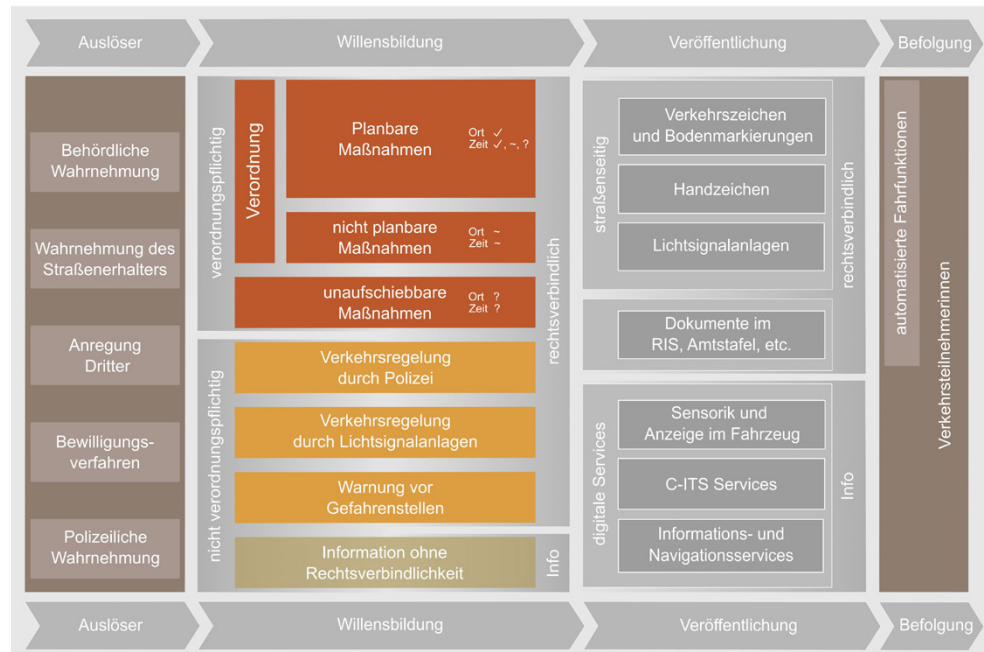 Auslöser
Willensbildung
Veröffentlichung
Befolgung
Behördliche
Wahrnehmung
Wahrnehmung des
Straßenerhalters
Anregung
Dritter
Bewilligungs-
verfahren
Polizeiliche
Wahrnehmung
verordnungspflichtig
Verordnung
Planbare
Maßnahmen
Ort ✓
Zeit ✓, ~, ?
nicht planbare
Maßnahmen
Ort ~
Zeit ~
unaufschiebbare
Maßnahmen
Ort ?
Zeit ?
nicht verordnungspflichtig
Verkehrsregelung
durch Polizei
Verkehrsregelung
durch Lichtsignalanlagen
Warnung vor
Gefahrenstellen
rechtsverbindlich
Information ohne
Rechtsverbindlichkeit
Info
straßenseitig
Verkehrszeichen
und Bodenmarkierungen
Handzeichen
Lichtsignalanlagen
Dokumente im
RIS, Amtstafel, etc.
rechtsverbindlich
digitale Services
Sensorik und
Anzeige im Fahrzeug
C-ITS Services
Informations- und
Navigationsservices
Info
automatisierte Fahrfunktionen
Verkehrsteilnehmerinnen
Auslöser
Willensbildung
Veröffentlichung
Befolgung